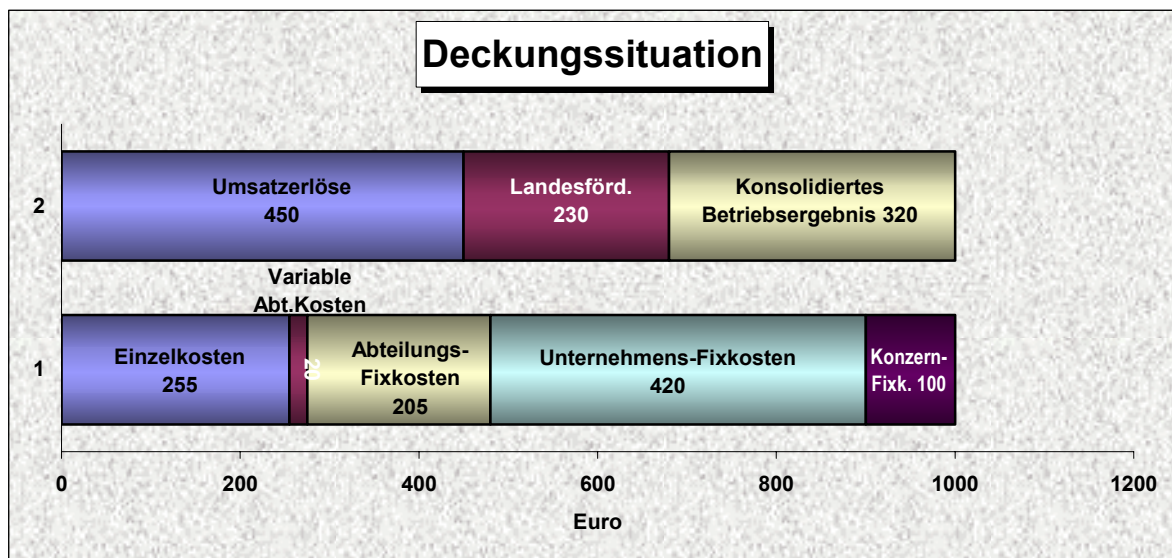 Deckungssituation
2
Umsatzerlöse
450
Landesförd.
230
Konsolidiertes
Betriebsergebnis 320
Variable
Abt.Kosten
1
Einzelkosten
255
20
Abteilungs-
Fixkosten
205
Unternehmens-Fixkosten
420
Konzern-
Fixk. 100
0 200 400 600 800 1000 1200
Euro